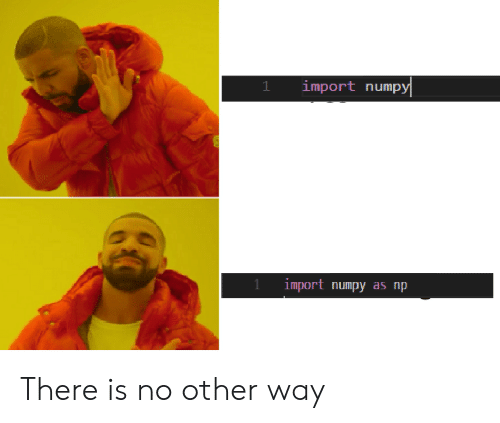 1 import numpy
1 import numpy as np
There is no other way